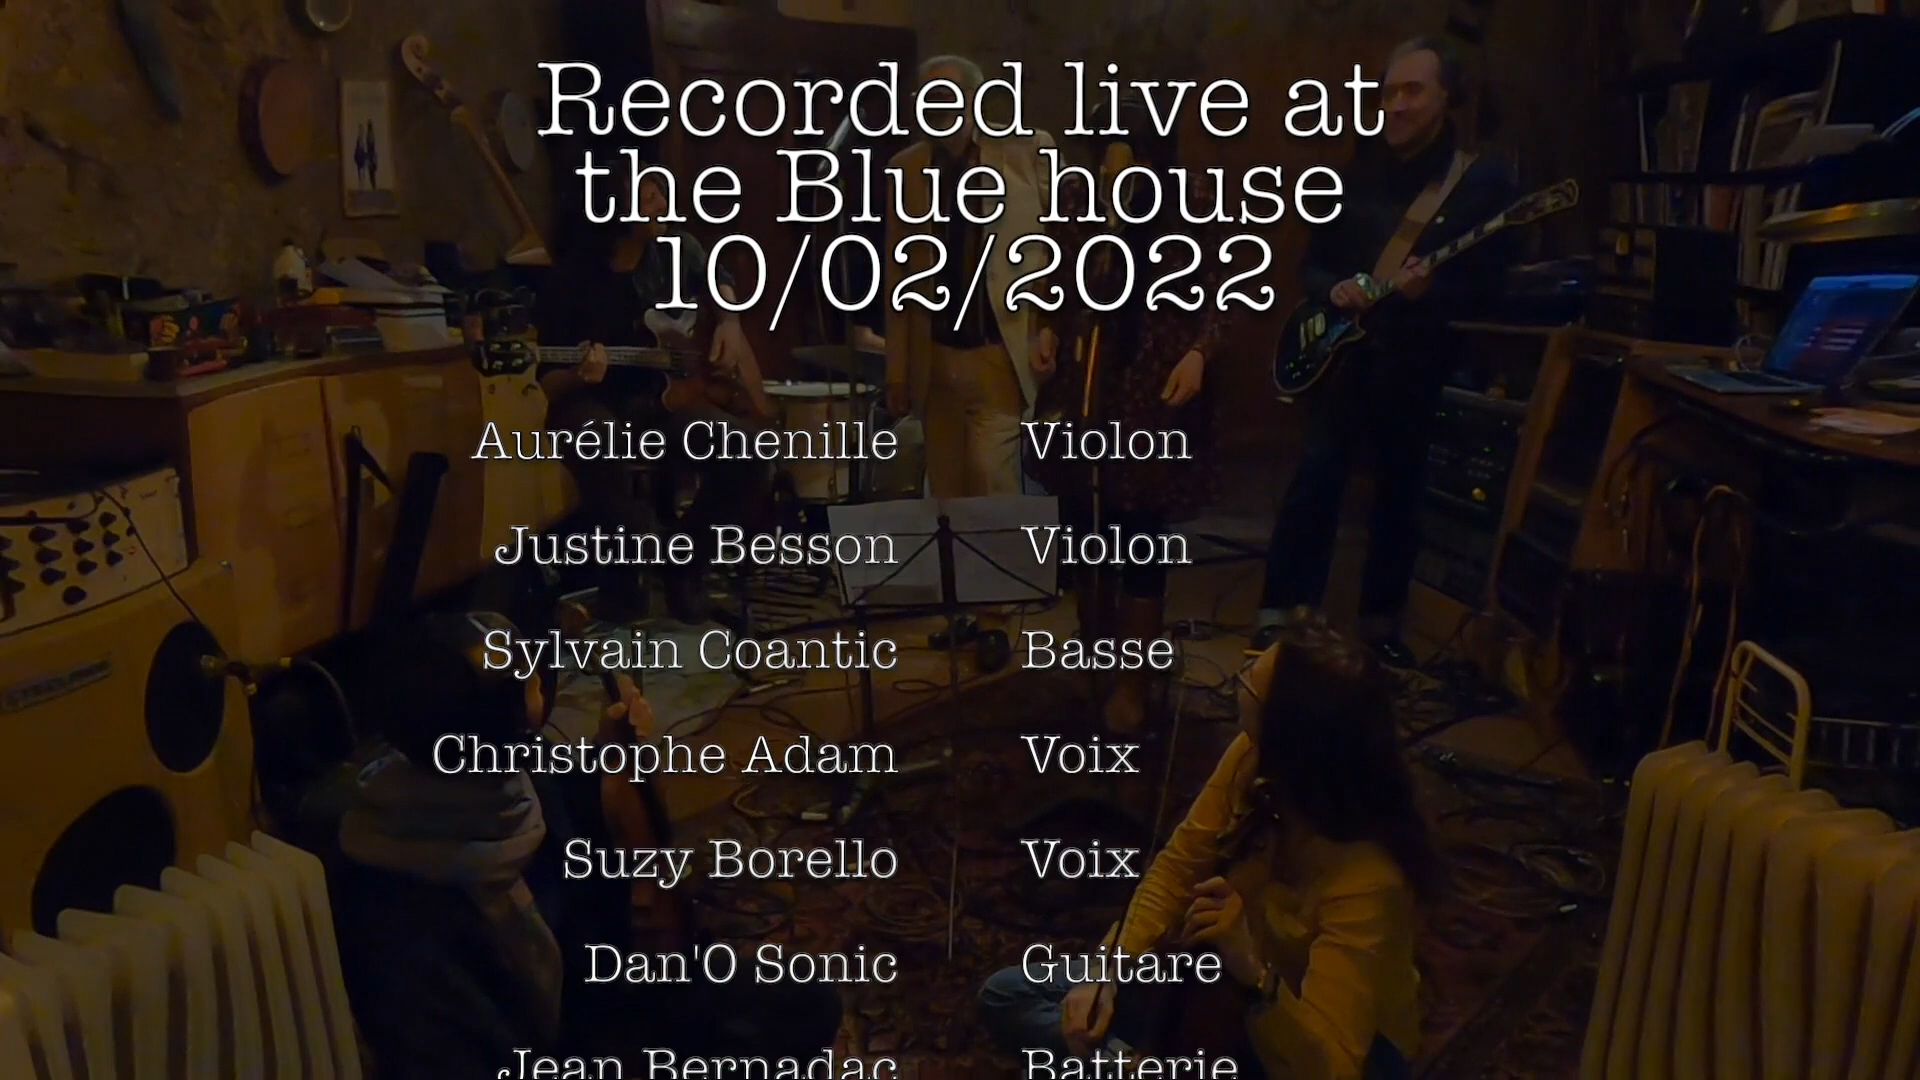 Recorded live at
the Blue house
10/02/2022
Aurélie Chenille Violon
Justine Besson Violon
Sylvain Coantic Basse
Christophe Adam Voix
Suzy Borello Voix
Dan'O Sonic Guitare
Jean Bernadac Batterie